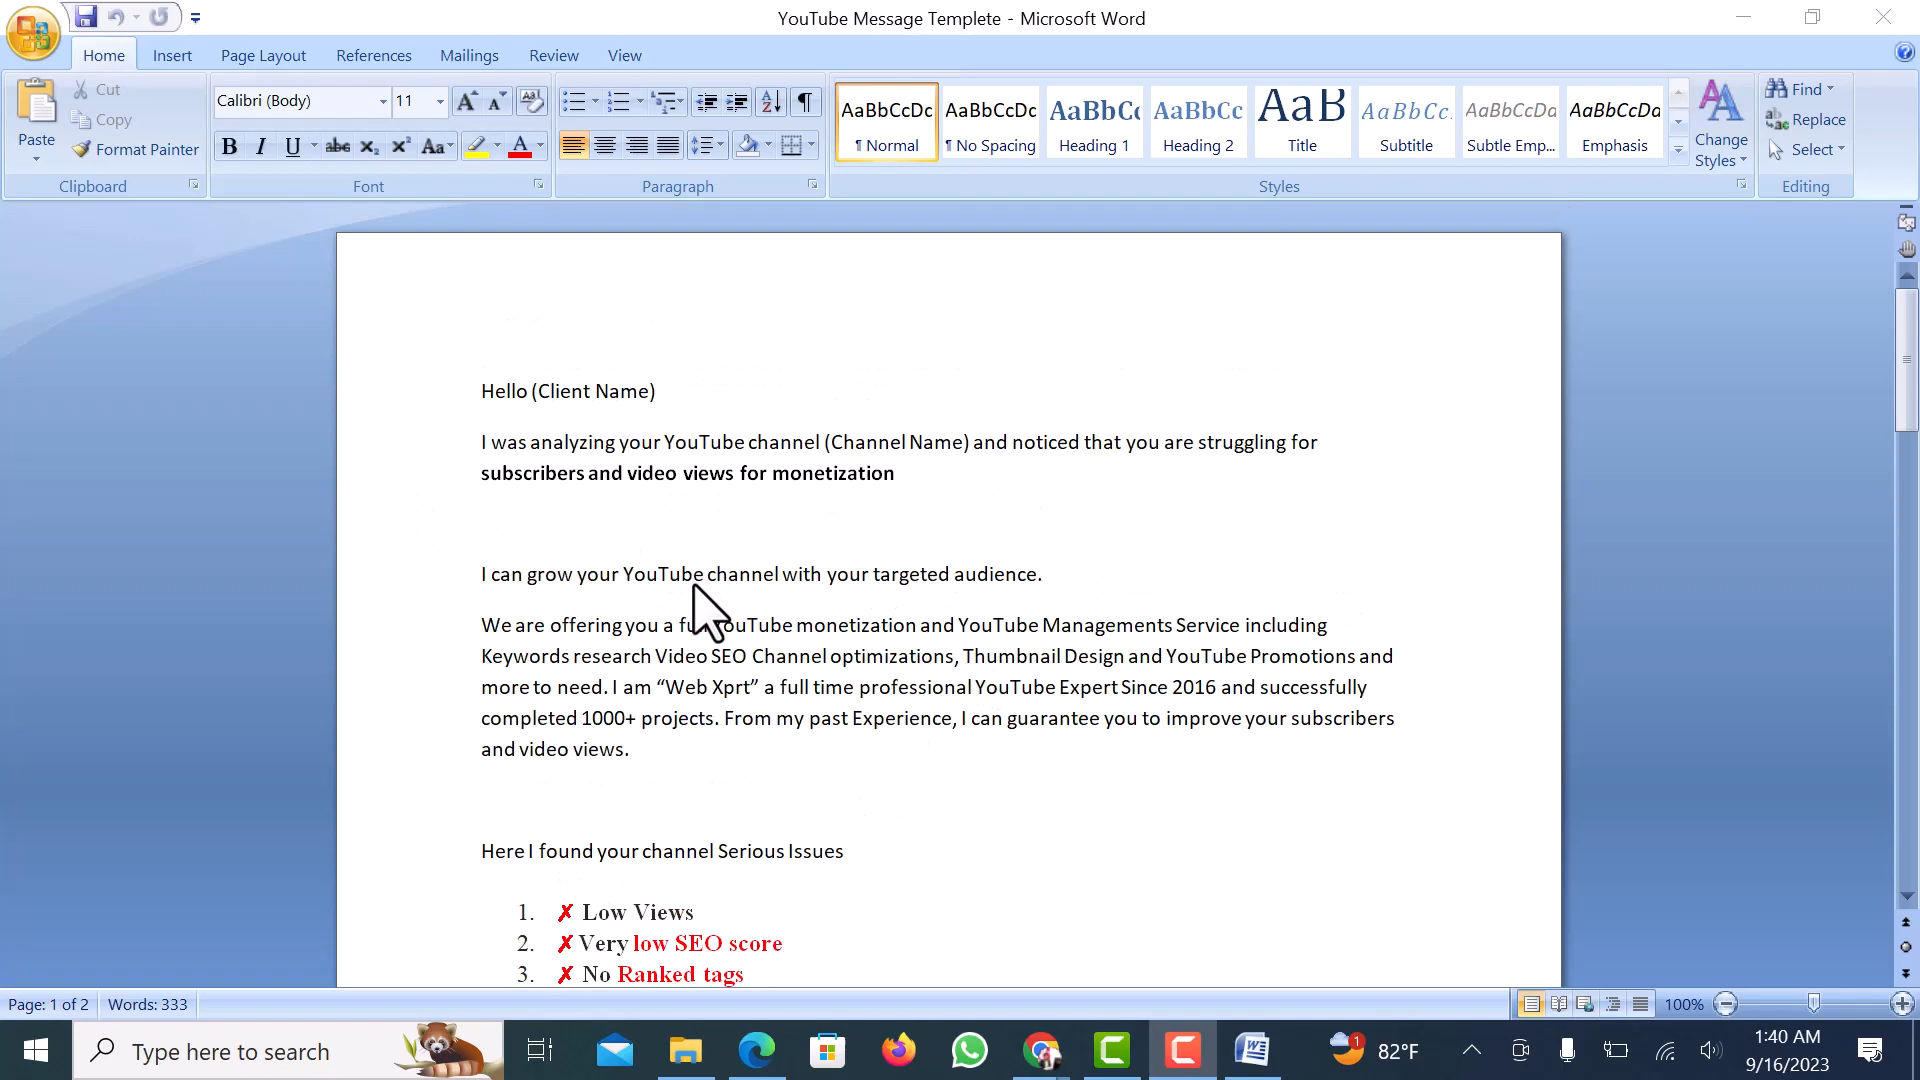 YouTube Message Templete - Microsoft Word
Home Insert Page Layout References Mailings Review View
Paste
Cut
Copy
Format Painter
Clipboard
Calibri (Body) 11
B I U abc X₂ X² Aa A
Font
Paragraph
AaBbCcDc AaBbCcDc AaBbCc AaBbCc AaB AaBbCc. AaBbCcDa AaBbCcDa
¶ Normal ¶ No Spacing Heading 1 Heading 2 Title Subtitle Subtle Emp... Emphasis
Change Styles
Styles
Find
Replace
Select
Editing
Hello (Client Name)
I was analyzing your YouTube channel (Channel Name) and noticed that you are struggling for
subscribers and video views for monetization
I can grow your YouTube channel with your targeted audience.
We are offering you a YouTube monetization and YouTube Managements Service including
Keywords research Video SEO Channel optimizations, Thumbnail Design and YouTube Promotions and
more to need. I am “Web Xprt” a full time professional YouTube Expert Since 2016 and successfully
completed 1000+ projects. From my past Experience, I can guarantee you to improve your subscribers
and video views.
Here I found your channel Serious Issues
1. ✗ Low Views
2. ✗ Very low SEO score
3. ✗ No Ranked tags
Page: 1 of 2 Words: 333
100%
Type here to search
1
82°F
1:40 AM
9/16/2023